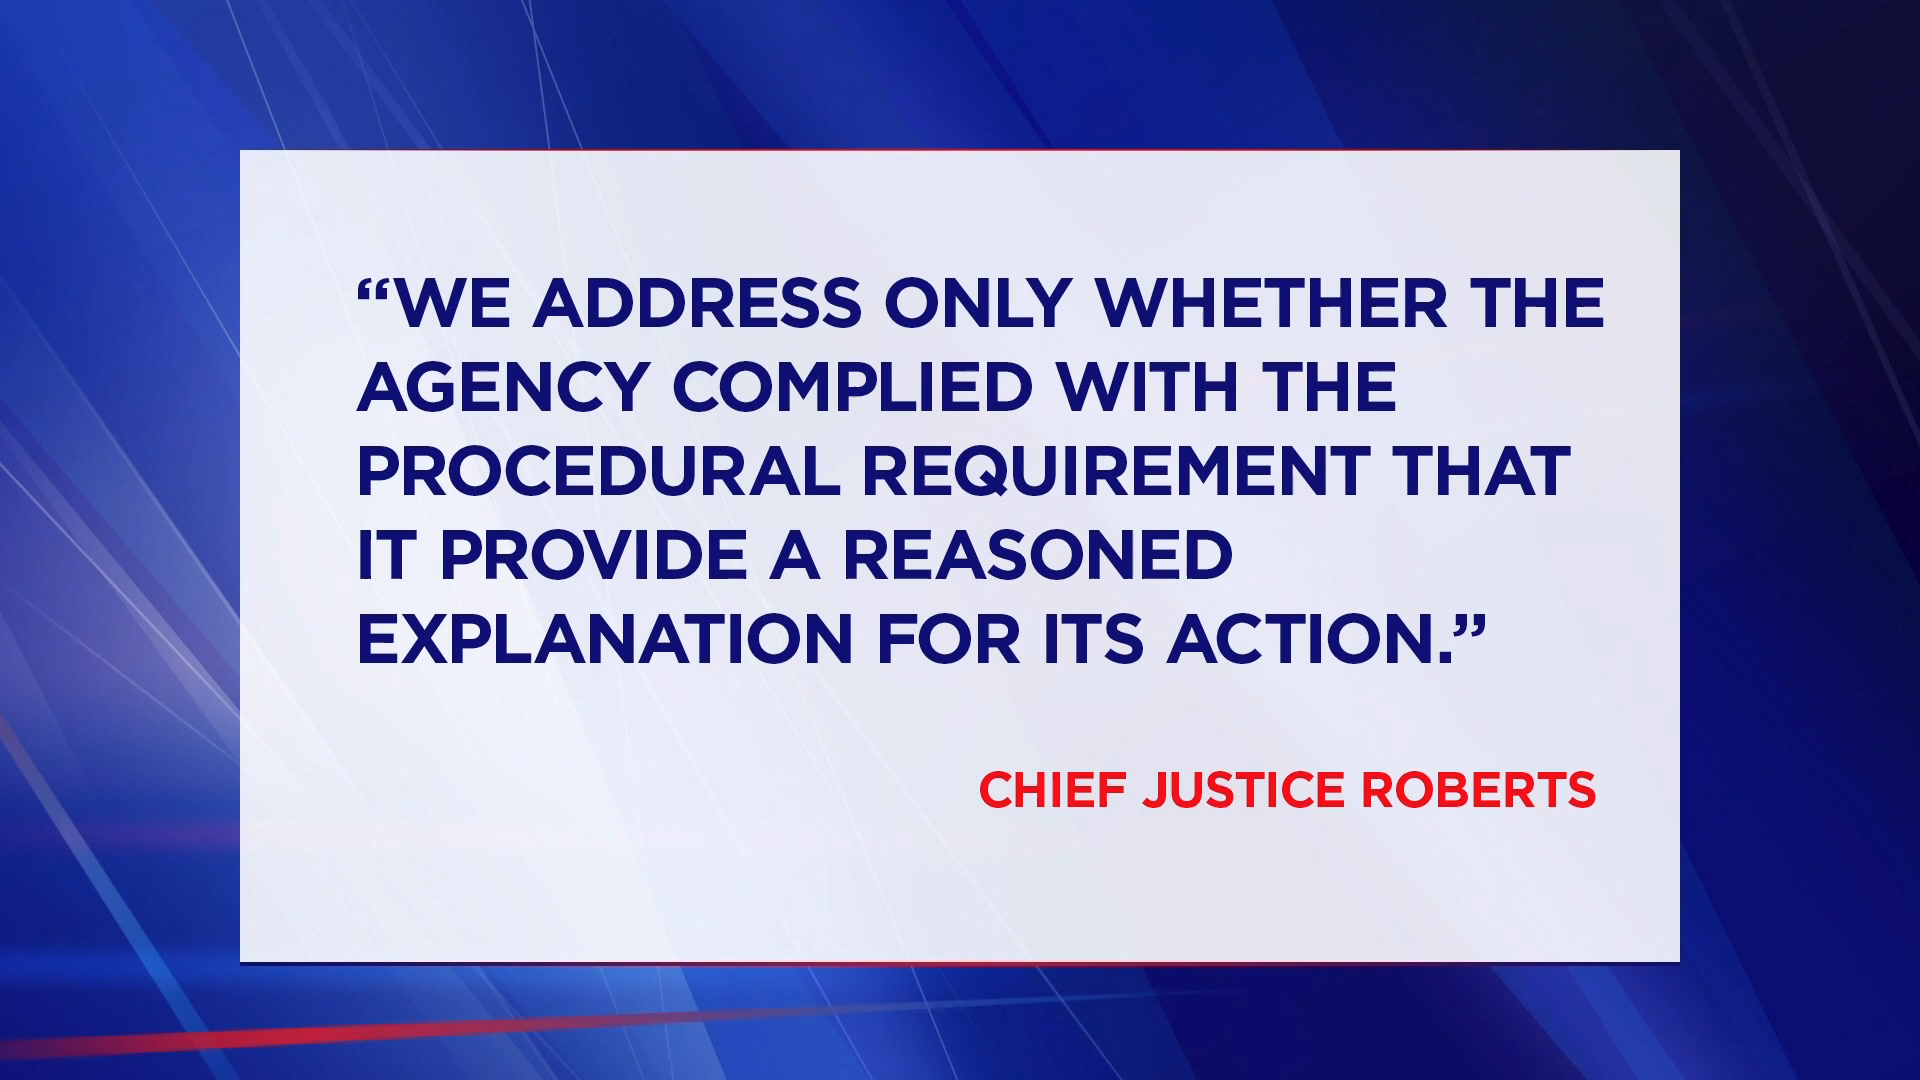 “WE ADDRESS ONLY WHETHER THE
AGENCY COMPLIED WITH THE
PROCEDURAL REQUIREMENT THAT
IT PROVIDE A REASONED
EXPLANATION FOR ITS ACTION.”
CHIEF JUSTICE ROBERTS